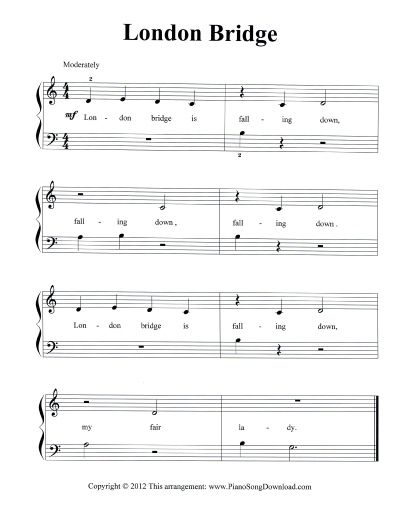 London Bridge
Moderately
2
mf Lon - don bridge is fall - ing down,
2
fall - ing down, fall - ing down.
Lon - don bridge is fall - ing down,
my fair la - dy.
Copyright © 2012 This arrangement: www.PianoSongDownload.com